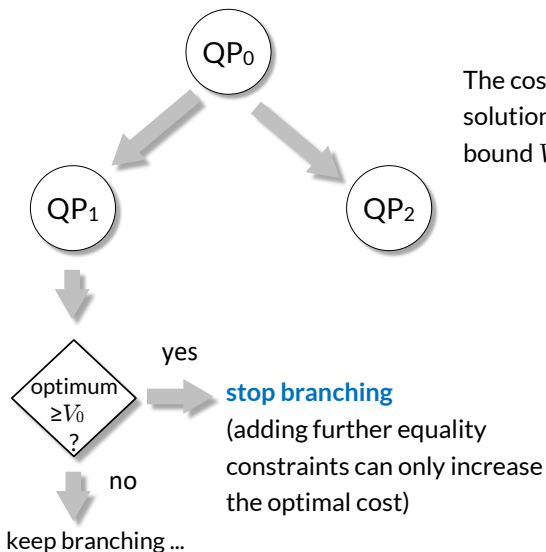 QP₀
The cos
solution
bound V
QP₁
QP₂
optimum
≥V₀
?
yes
stop branching
(adding further equality
constraints can only increase
the optimal cost)
no
keep branching ...